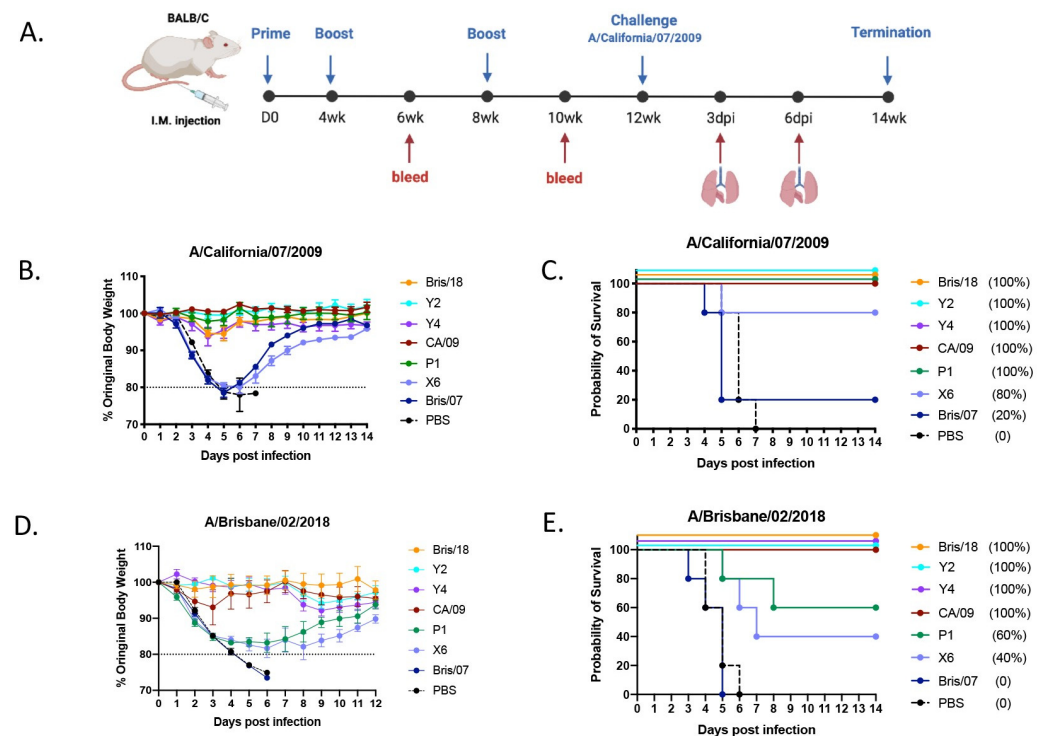 A.
BALB/C
I.M. injection
Prime
Boost
Boost
Challenge
A/California/07/2009
Termination
D0
4wk
6wk
8wk
10wk
12wk
3dpi
6dpi
14wk
bleed
bleed
B.
A/California/07/2009
% Oringinal Body Weight
110
100
90
80
70
0 1 2 3 4 5 6 7 8 9 10 11 12 13 14
Days post infection
Bris/18
Y2
Y4
CA/09
P1
X6
Bris/07
PBS
C.
A/California/07/2009
Probability of Survival
100
80
60
40
20
0
0 1 2 3 4 5 6 7 8 9 10 11 12 13 14
Days post infection
Bris/18 (100%)
Y2 (100%)
Y4 (100%)
CA/09 (100%)
P1 (100%)
X6 (80%)
Bris/07 (20%)
PBS (0)
D.
A/Brisbane/02/2018
% Oringinal Body Weight
110
100
90
80
70
0 1 2 3 4 5 6 7 8 9 10 11 12
Days post infection
Bris/18
Y2
Y4
CA/09
P1
X6
Bris/07
PBS
E.
A/Brisbane/02/2018
Probability of Survival
100
80
60
40
20
0
0 1 2 3 4 5 6 7 8 9 10 11 12 13 14
Days post infection
Bris/18 (100%)
Y2 (100%)
Y4 (100%)
CA/09 (100%)
P1 (60%)
X6 (40%)
Bris/07 (0)
PBS (0)